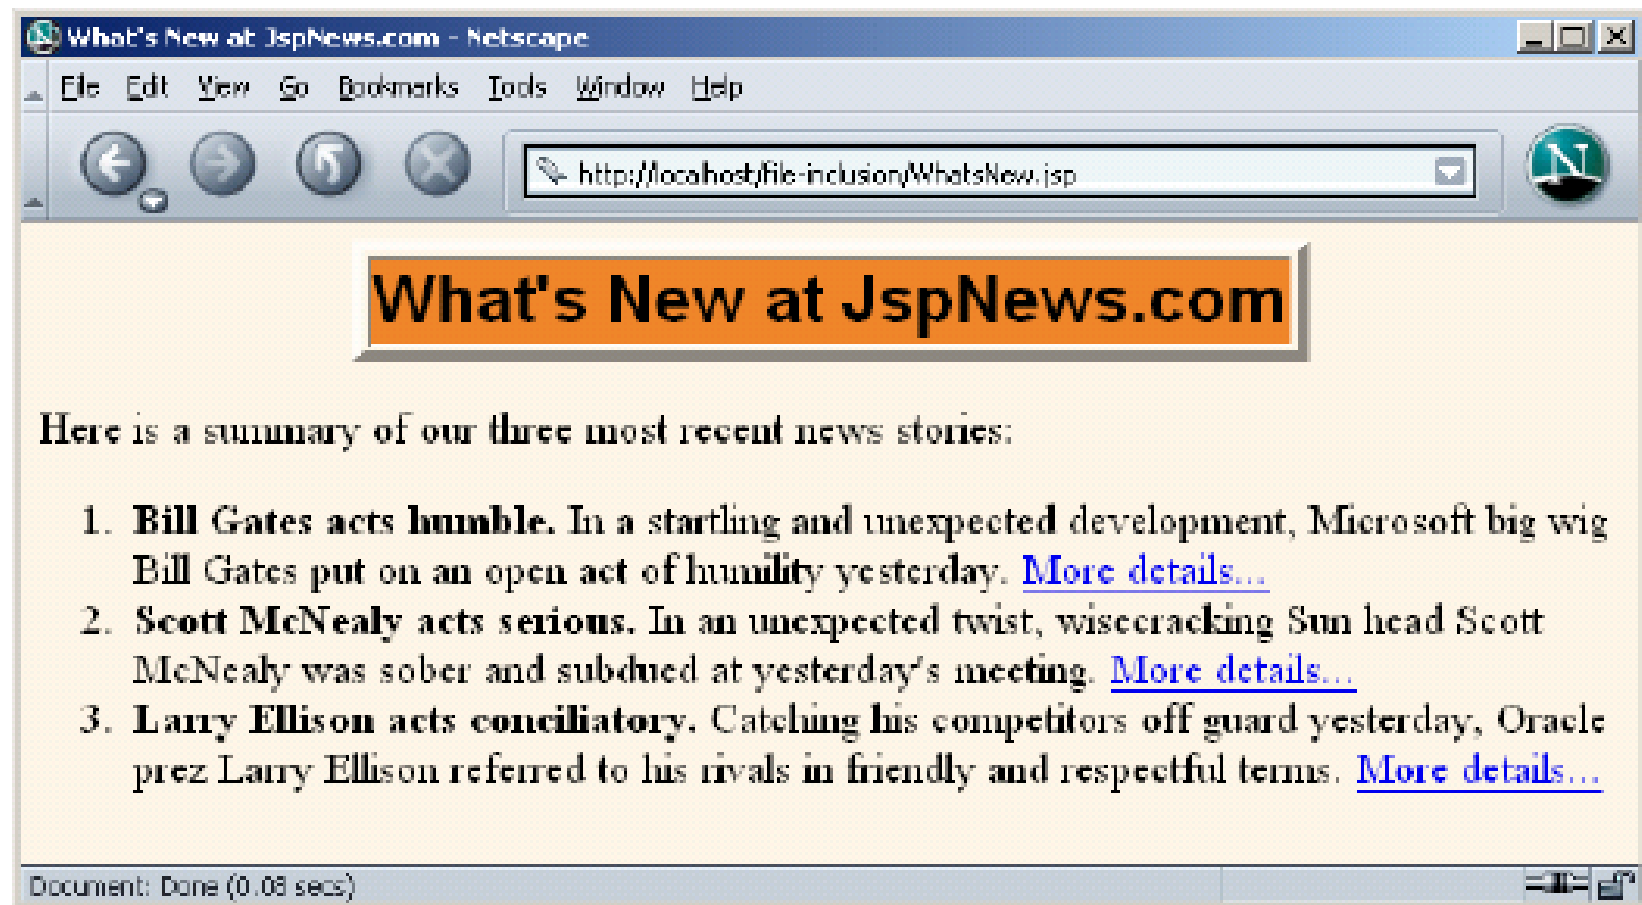 What's New at JspNews.com - Netscape
File Edit View Go Bookmarks Tools Window Help
http://localhost/file-inclusion/WhatsNew.jsp
N
What's New at JspNews.com
Here is a summary of our three most recent news stories:
1. Bill Gates acts humble. In a startling and unexpected development, Microsoft big wig
Bill Gates put on an open act of humility yesterday. More details...
2. Scott McNealy acts serious. In an unexpected twist, wisecracking Sun head Scott
McNealy was sober and subdued at yesterday's meeting. More details...
3. Larry Ellison acts conciliatory. Catching his competitors off guard yesterday, Oracle
prez Larry Ellison referred to his rivals in friendly and respectful terms. More details...
Document: Done (0.08 secs)